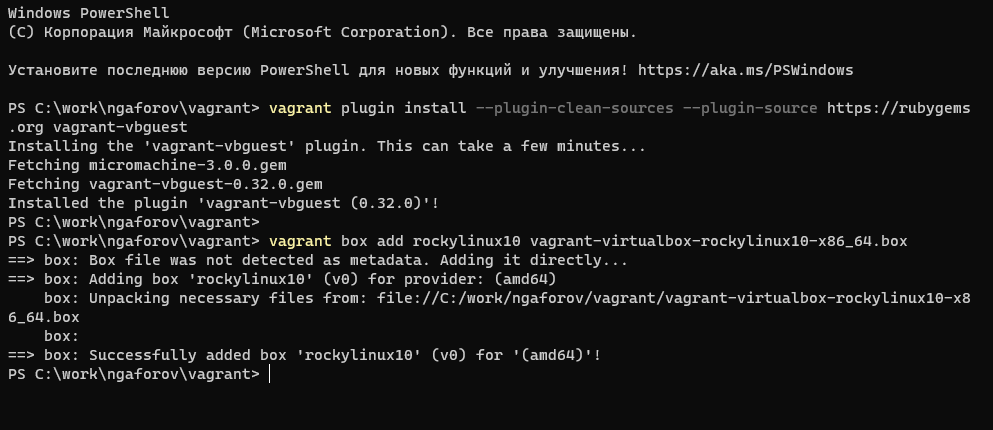 Windows PowerShell
(C) Корпорация Майкрософт (Microsoft Corporation). Все права защищены.
Установите последнюю версию PowerShell для новых функций и улучшения! https://aka.ms/PSWindows
PS C:\work\ngaforov\vagrant> vagrant plugin install --plugin-clean-sources --plugin-source https://rubygems
.org vagrant-vbguest
Installing the 'vagrant-vbguest' plugin. This can take a few minutes...
Fetching micromachine-3.0.0.gem
Fetching vagrant-vbguest-0.32.0.gem
Installed the plugin 'vagrant-vbguest (0.32.0)'!
PS C:\work\ngaforov\vagrant>
PS C:\work\ngaforov\vagrant> vagrant box add rockylinux10 vagrant-virtualbox-rockylinux10-x86_64.box
==> box: Box file was not detected as metadata. Adding it directly...
==> box: Adding box 'rockylinux10' (v0) for provider: (amd64)
    box: Unpacking necessary files from: file://C:/work/ngaforov/vagrant/vagrant-virtualbox-rockylinux10-x8
6_64.box
    box:
==> box: Successfully added box 'rockylinux10' (v0) for '(amd64)'!
PS C:\work\ngaforov\vagrant>